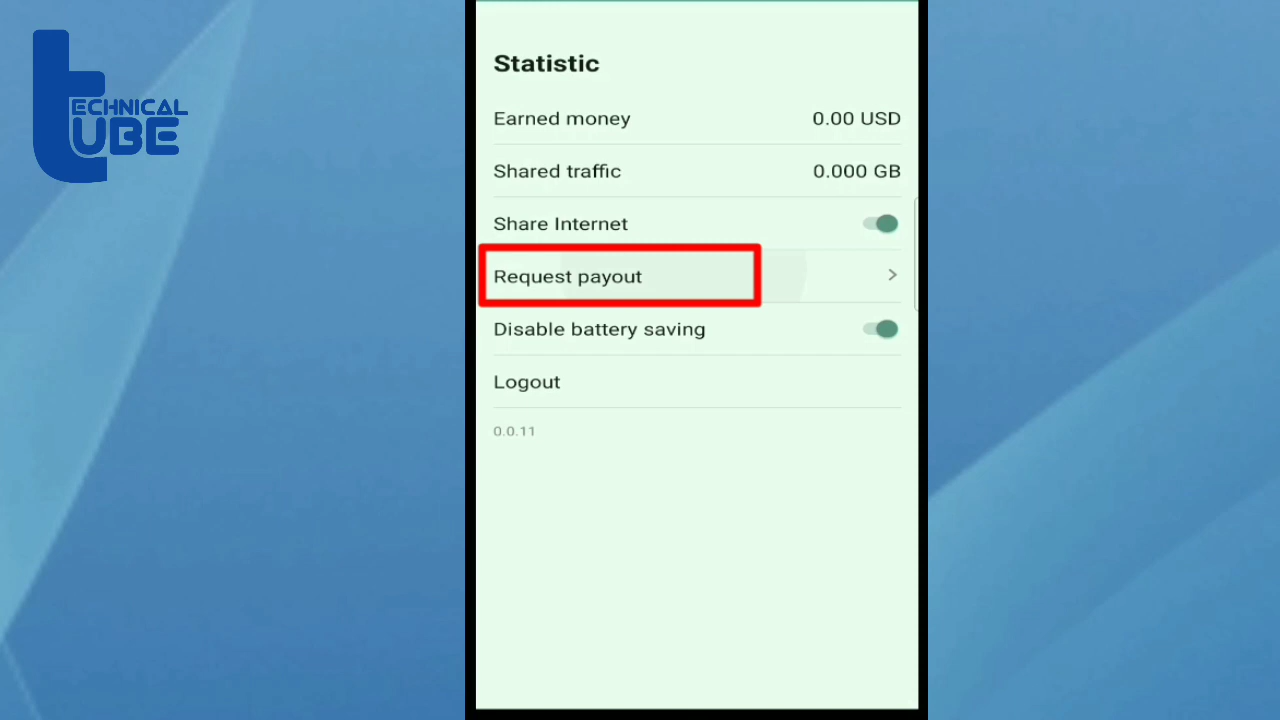 tECHNICAL
UBE
Statistic
Earned money 0.00 USD
Shared traffic 0.000 GB
Share Internet
Request payout >
Disable battery saving
Logout
0.0.11